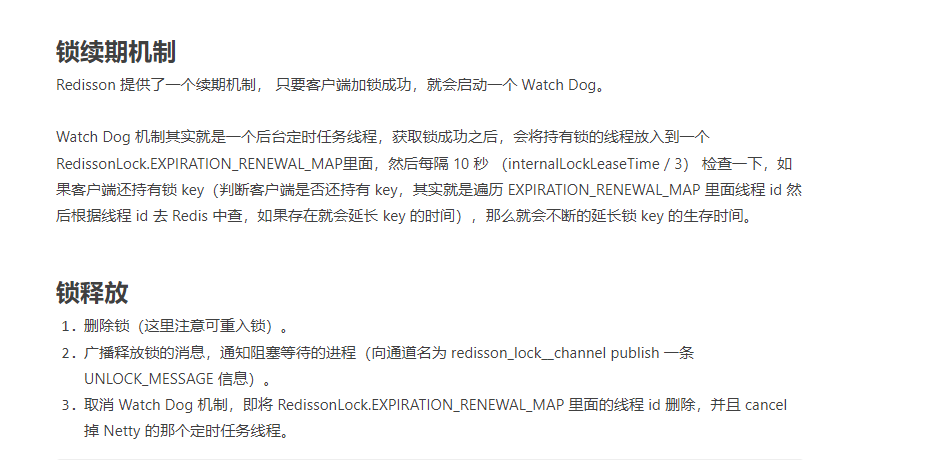 锁续期机制
Redisson 提供了一个续期机制， 只要客户端加锁成功，就会启动一个 Watch Dog。
Watch Dog 机制其实就是一个后台定时任务线程，获取锁成功之后，会将持有锁的线程放入到一个
RedissonLock.EXPIRATION_RENEWAL_MAP里面，然后每隔 10 秒 （internalLockLeaseTime / 3） 检查一下，如
果客户端还持有锁 key（判断客户端是否还持有 key，其实就是遍历 EXPIRATION_RENEWAL_MAP 里面线程 id 然
后根据线程 id 去 Redis 中查，如果存在就会延长 key 的时间），那么就会不断的延长锁 key 的生存时间。
锁释放
1. 删除锁（这里注意可重入锁）。
2. 广播释放锁的消息，通知阻塞等待的进程（向通道名为 redisson_lock__channel publish 一条
UNLOCK_MESSAGE 信息）。
3. 取消 Watch Dog 机制，即将 RedissonLock.EXPIRATION_RENEWAL_MAP 里面的线程 id 删除，并且 cancel
掉 Netty 的那个定时任务线程。